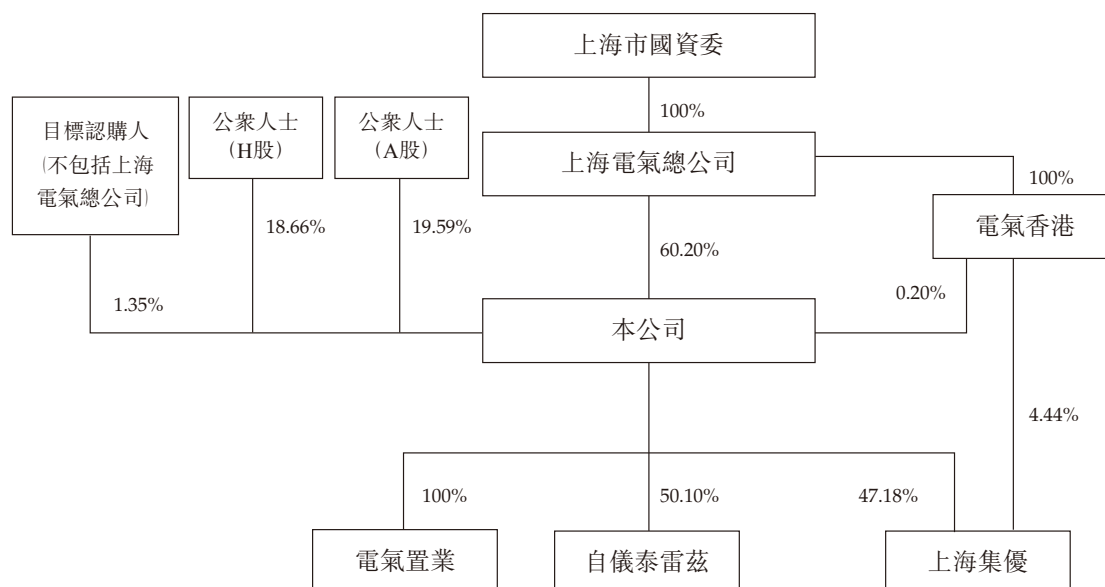 上海市國資委
100%
目標認購人
(不包括上海
電氣總公司)
公衆人士
(H股)
公衆人士
(A股)
上海電氣總公司
100%
電氣香港
18.66%
19.59%
60.20%
1.35%
0.20%
本公司
4.44%
100%
50.10%
47.18%
電氣置業
自儀泰雷茲
上海集優